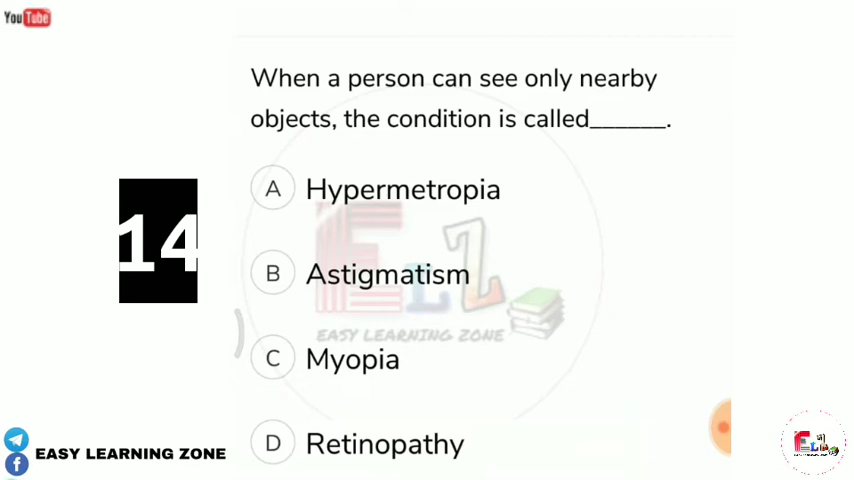 YouTube
When a person can see only nearby
objects, the condition is called______.
A Hypermetropia
14
B Astigmatism
ELZ
EASY LEARNING ZONE
C Myopia
D Retinopathy
EASY LEARNING ZONE